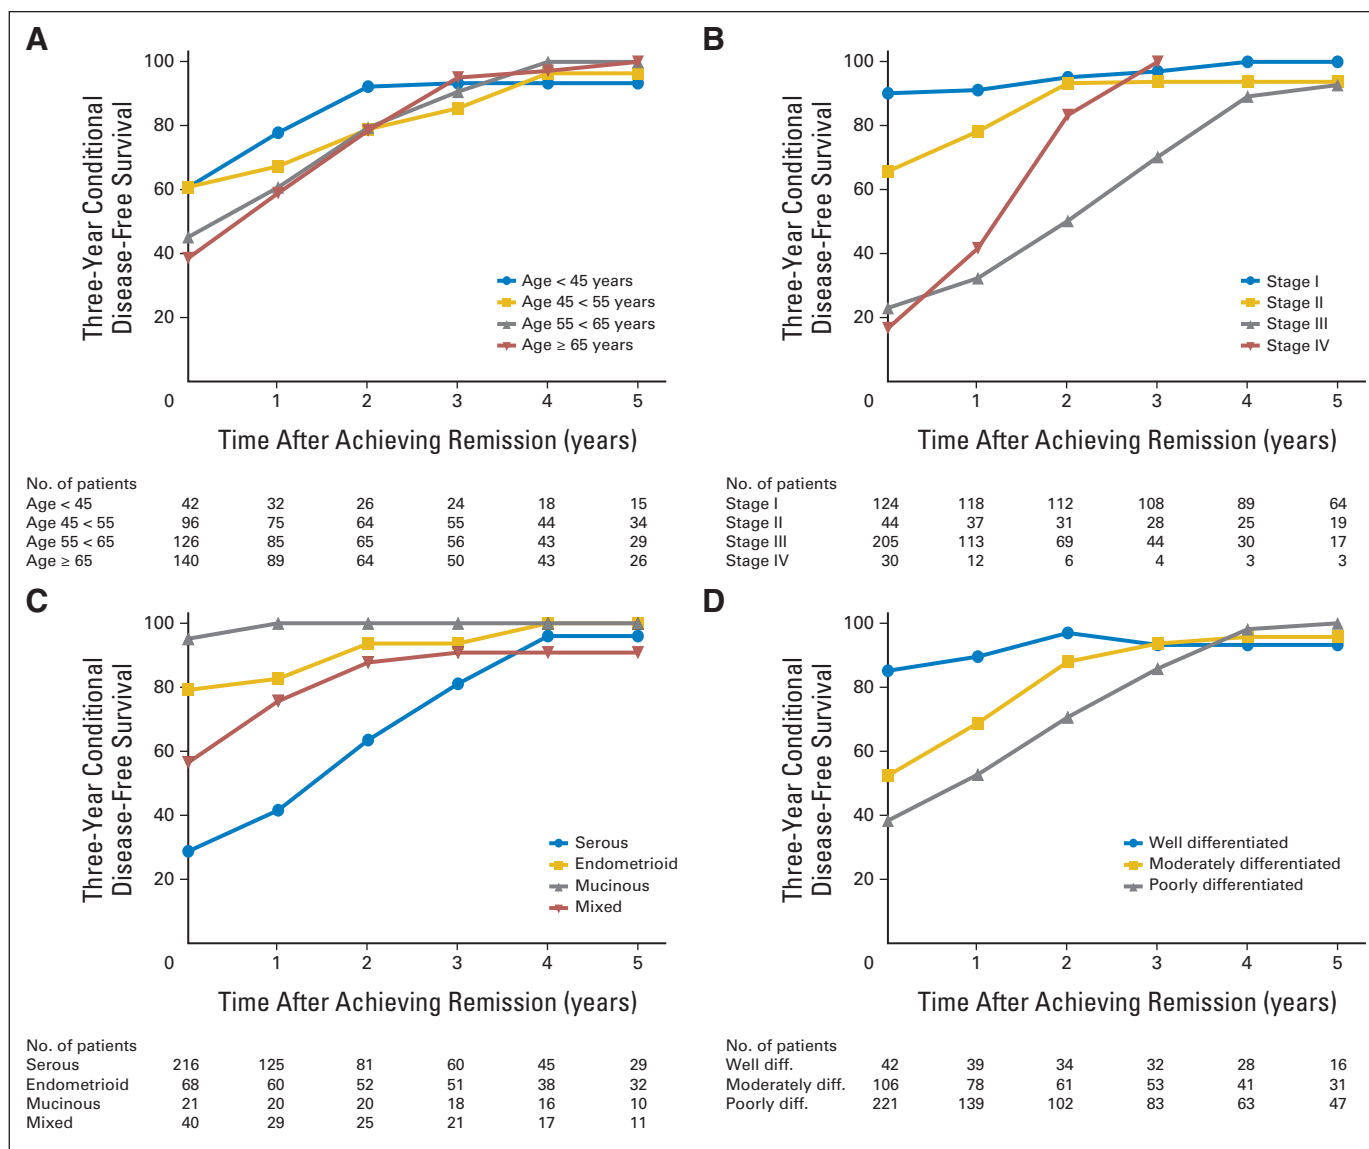 A
Three-Year Conditional
Disease-Free Survival
100
80
60
40
20
0
1 2 3 4 5
Age < 45 years
Age 45 < 55 years
Age 55 < 65 years
Age ≥ 65 years
Time After Achieving Remission (years)
No. of patients
Age < 45 42 32 26 24 18 15
Age 45 < 55 96 75 64 55 44 34
Age 55 < 65 126 85 65 56 43 29
Age ≥ 65 140 89 64 50 43 26
B
Three-Year Conditional
Disease-Free Survival
100
80
60
40
20
0
1 2 3 4 5
Stage I
Stage II
Stage III
Stage IV
Time After Achieving Remission (years)
No. of patients
Stage I 124 118 112 108 89 64
Stage II 44 37 31 28 25 19
Stage III 205 113 69 44 30 17
Stage IV 30 12 6 4 3 3
C
Three-Year Conditional
Disease-Free Survival
100
80
60
40
20
0
1 2 3 4 5
Serous
Endometrioid
Mucinous
Mixed
Time After Achieving Remission (years)
No. of patients
Serous 216 125 81 60 45 29
Endometrioid 68 60 52 51 38 32
Mucinous 21 20 20 18 16 10
Mixed 40 29 25 21 17 11
D
Three-Year Conditional
Disease-Free Survival
100
80
60
40
20
0
1 2 3 4 5
Well differentiated
Moderately differentiated
Poorly differentiated
Time After Achieving Remission (years)
No. of patients
Well diff. 42 39 34 32 28 16
Moderately diff. 106 78 61 53 41 31
Poorly diff. 221 139 102 83 63 47